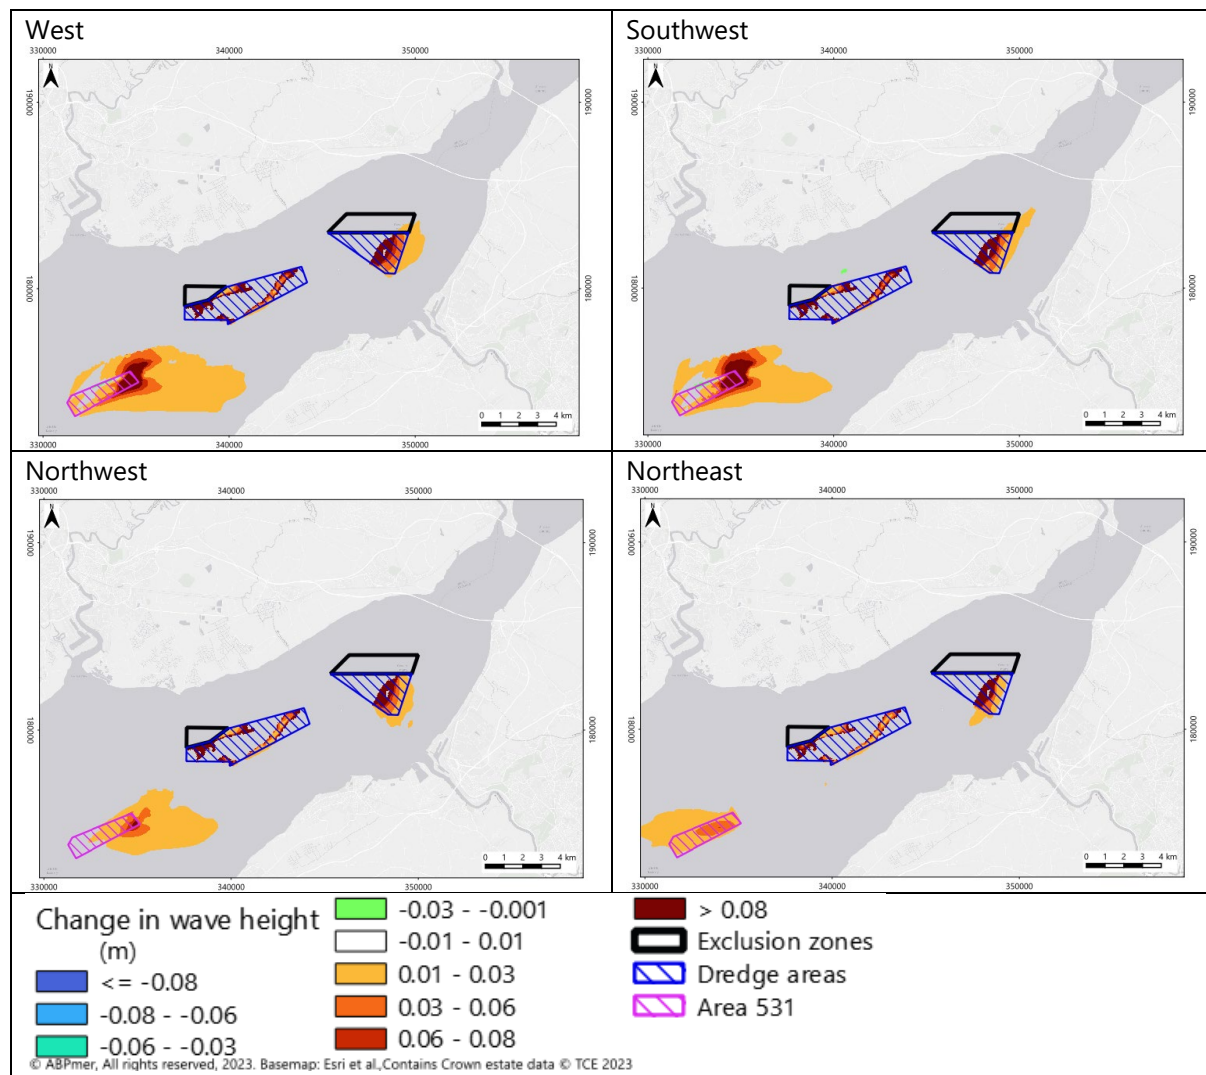 West
Southwest
330000
340000
350000
330000
340000
350000
N
N
190000
190000
190000
190000
180000
180000
180000
180000
0 1 2 3 4 km
0 1 2 3 4 km
330000
340000
350000
330000
340000
350000
Northwest
Northeast
330000
340000
350000
330000
340000
350000
N
N
190000
190000
190000
190000
180000
180000
180000
180000
0 1 2 3 4 km
0 1 2 3 4 km
330000
340000
350000
330000
340000
350000
Change in wave height
(m)
<= -0.08
-0.08 - -0.06
-0.06 - -0.03
-0.03 - -0.001
-0.01 - 0.01
0.01 - 0.03
0.03 - 0.06
0.06 - 0.08
> 0.08
Exclusion zones
Dredge areas
Area 531
© ABPmer, All rights reserved, 2023. Basemap: Esri et al.,Contains Crown estate data © TCE 2023